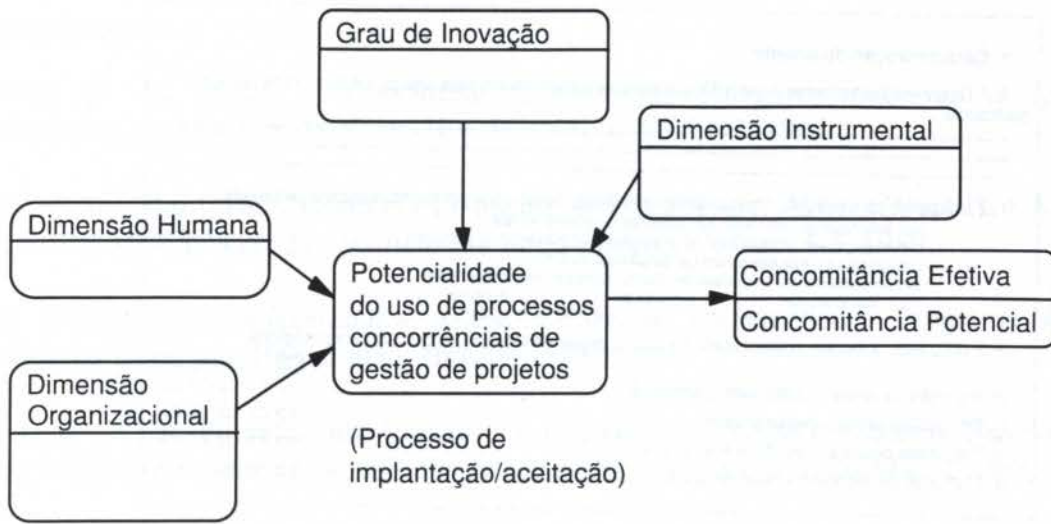 Grau de Inovação
Dimensão Instrumental
Dimensão Humana
Potencialidade
do uso de processos
concorrênciais de
gestão de projetos
Concomitância Efetiva
Concomitância Potencial
Dimensão
Organizacional
(Processo de
implantação/aceitação)